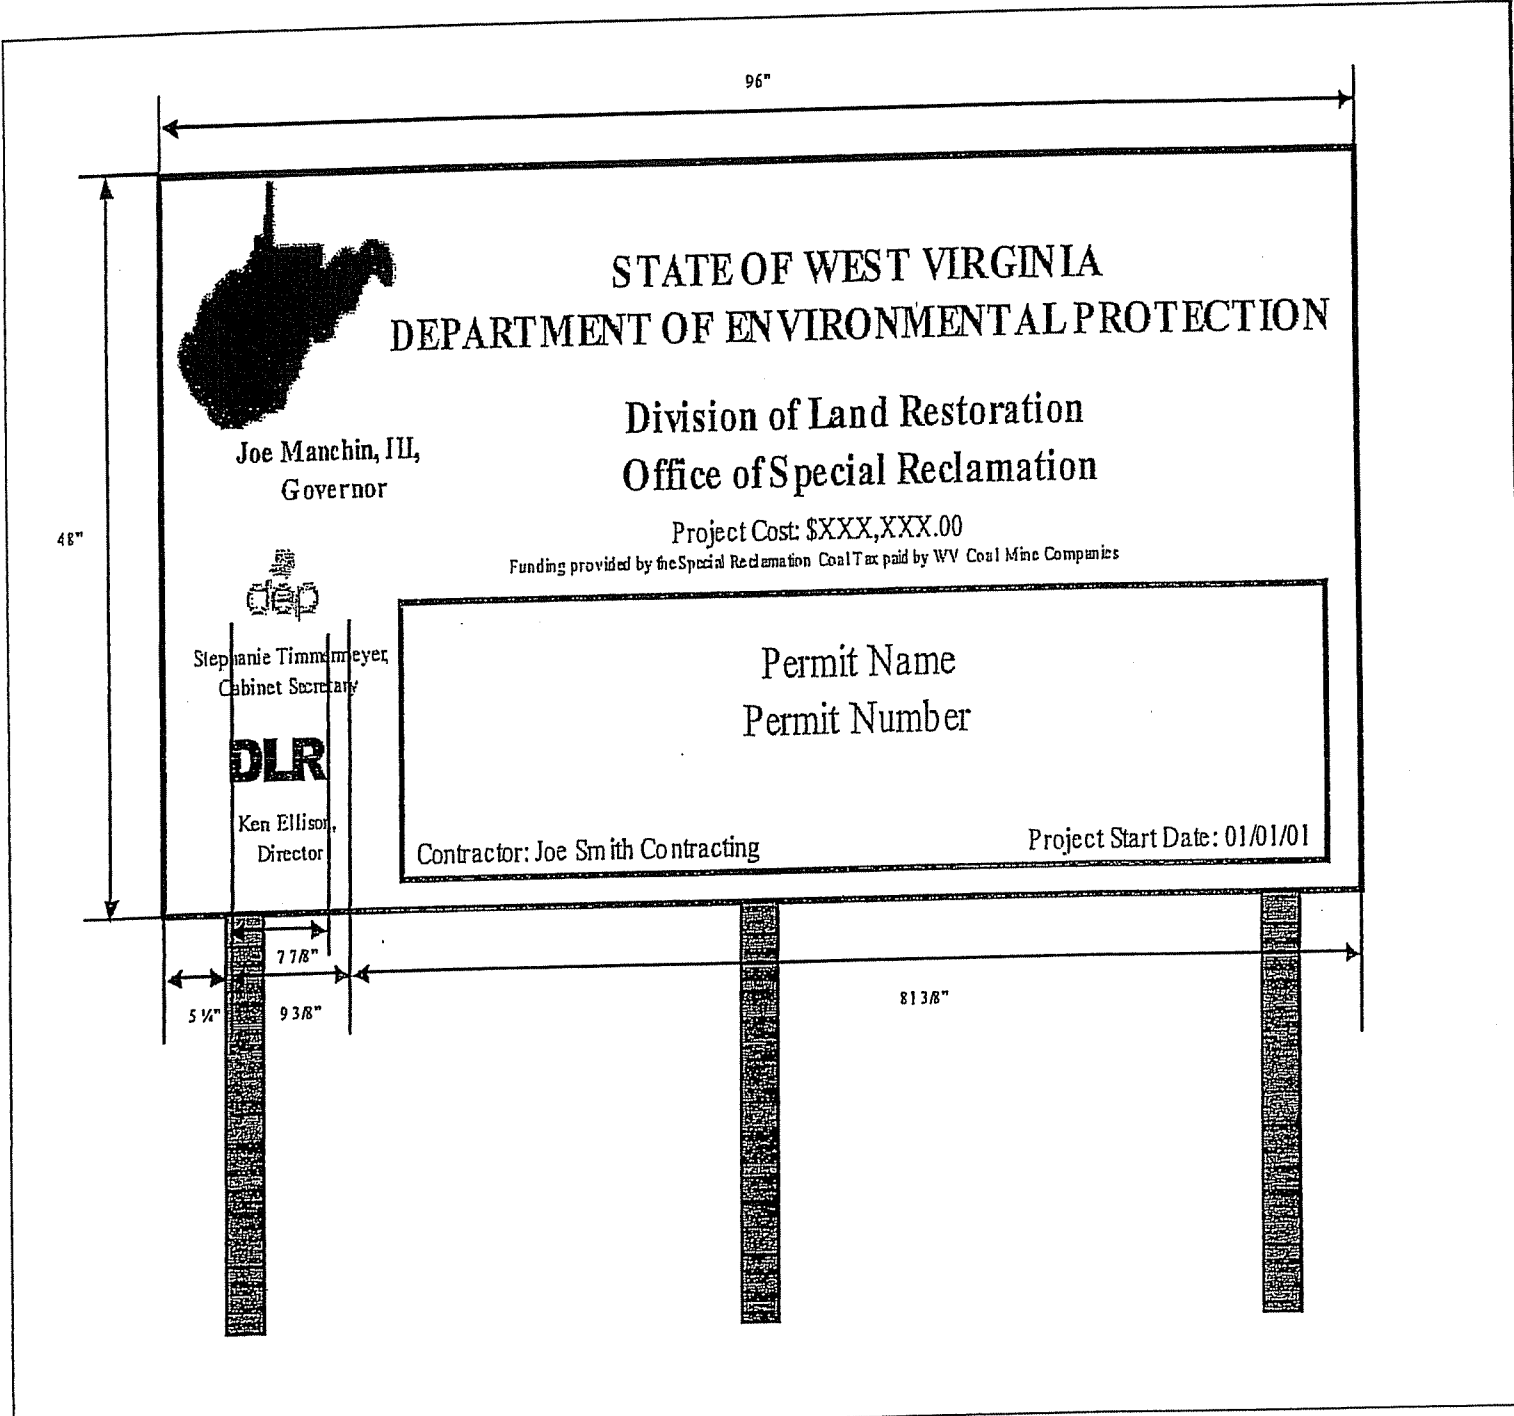 96"
STATE OF WEST VIRGINIA
DEPARTMENT OF ENVIRONMENTAL PROTECTION
Division of Land Restoration
Office of Special Reclamation
Project Cost: $XXX,XXX.00
Funding provided by the Special Reclamation Coal Tax paid by WV Coal Mine Companies
Joe Manchin, III,
Governor
48"
dep
Stephanie Timmermeyer,
Cabinet Secretary
DLR
Ken Ellison,
Director
Permit Name
Permit Number
Contractor: Joe Smith Contracting
Project Start Date: 01/01/01
7 7/8"
5 ¼"
9 3/8"
81 3/8"